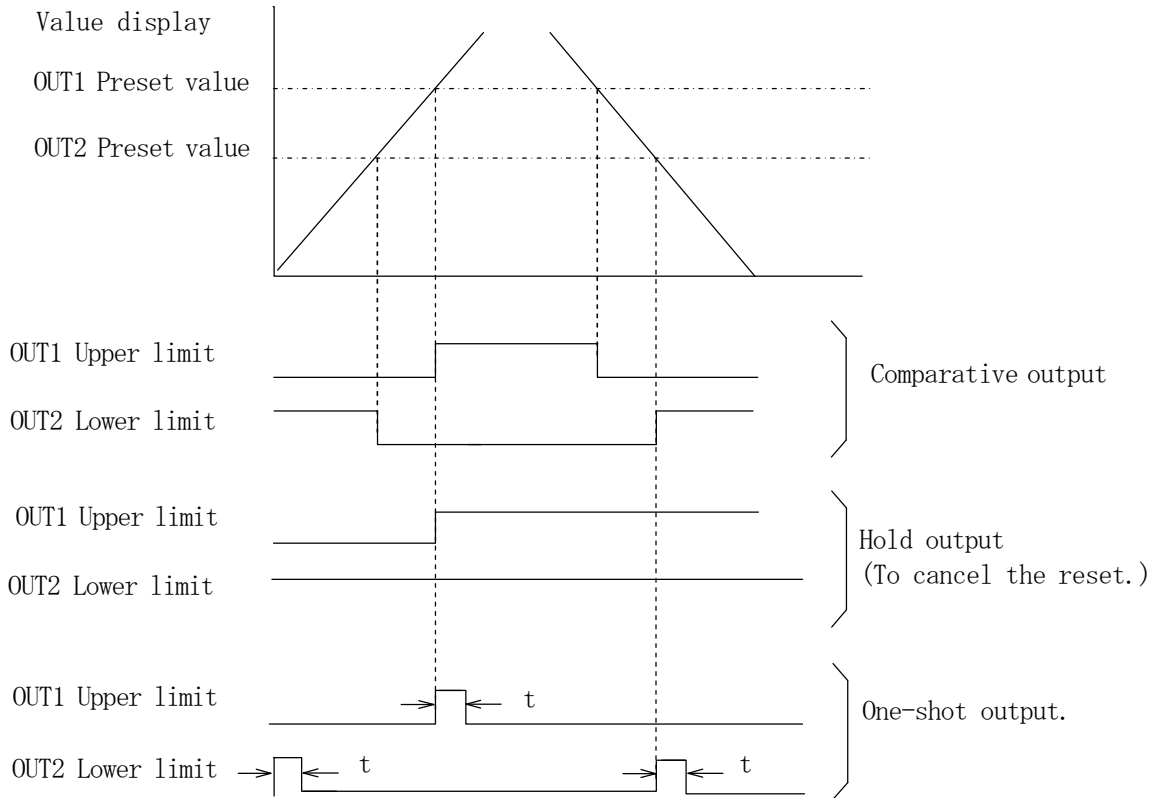 Value display
OUT1 Preset value
OUT2 Preset value
OUT1 Upper limit
OUT2 Lower limit
Comparative output
OUT1 Upper limit
OUT2 Lower limit
Hold output
(To cancel the reset.)
OUT1 Upper limit
t
One-shot output.
OUT2 Lower limit
t
t